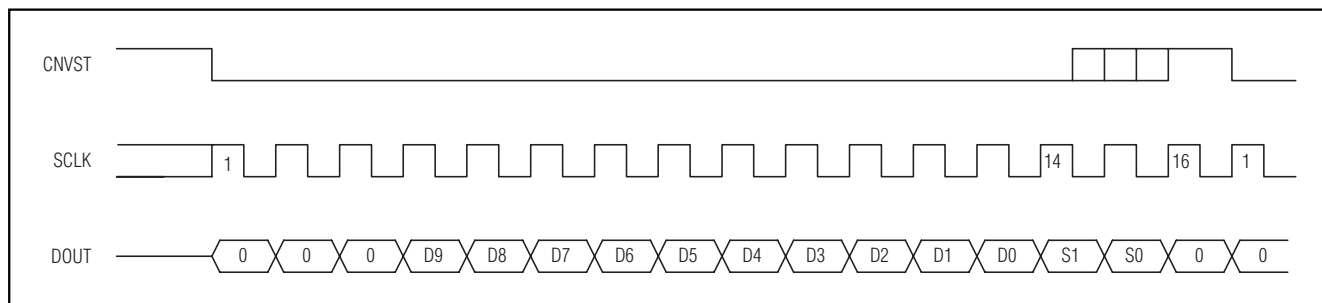 CNVST
SCLK 1 14 16 1
DOUT 0 0 0 D9 D8 D7 D6 D5 D4 D3 D2 D1 D0 S1 S0 0 0